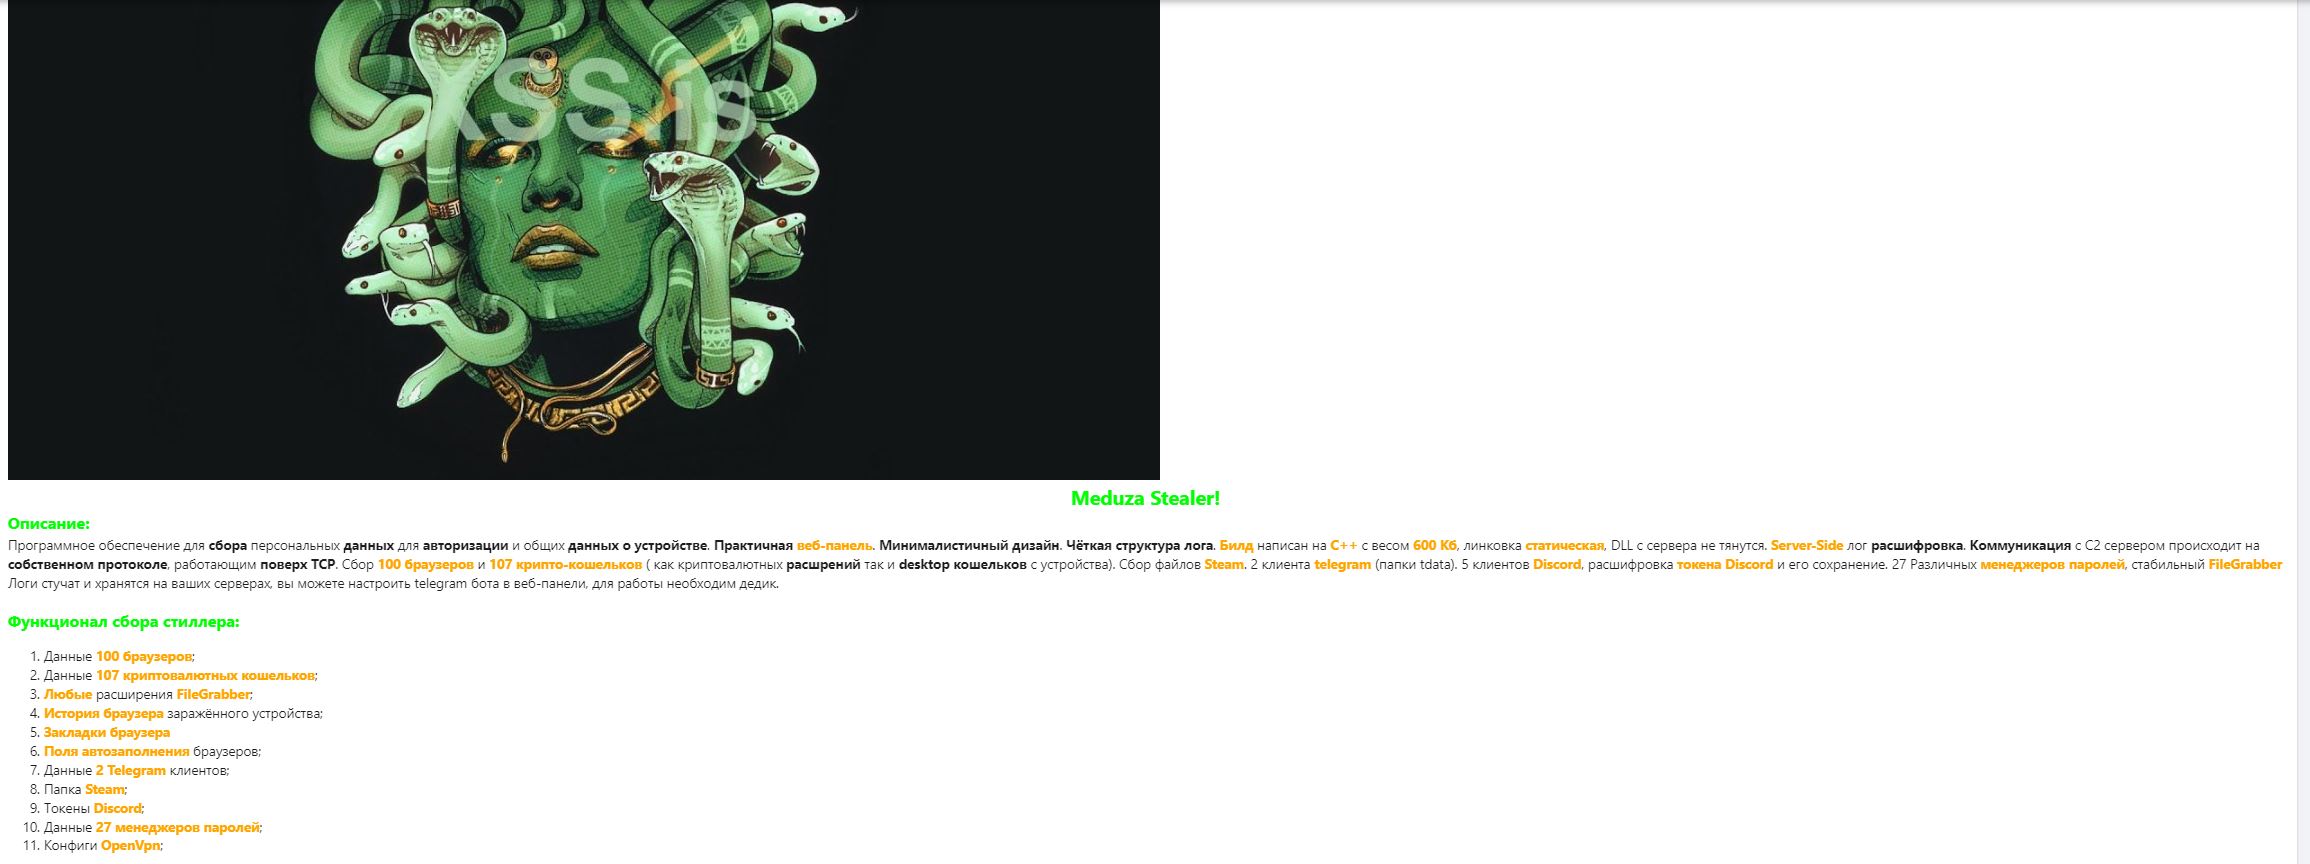 XSS.is
Meduza Stealer!
Описание:
Программное обеспечение для сбора персональных данных для авторизации и общих данных о устройстве. Практичная веб-панель. Минималистичный дизайн. Чёткая структура лога. Билд написан на C++ с весом 600 Кб, линковка статическая, DLL с сервера не тянутся. Server-Side лог расшифровка. Коммуникация с C2 сервером происходит на
собственном протоколе, работающим поверх TCP. Сбор 100 браузеров и 107 крипто-кошельков ( как криптовалютных расщрений так и desktop кошельков с устройства). Сбор файлов Steam. 2 клиента telegram (папки tdata). 5 клиентов Discord, расшифровка токена Discord и его сохранение. 27 Различных менеджеров паролей, стабильный FileGrabber
Логи стучат и хранятся на ваших серверах, вы можете настроить telegram бота в веб-панели, для работы необходим дедик.
Функционал сбора стиллера:
1. Данные 100 браузеров;
2. Данные 107 криптовалютных кошельков;
3. Любые расширения FileGrabber;
4. История браузера заражённого устройства;
5. Закладки браузера
6. Поля автозаполнения браузеров;
7. Данные 2 Telegram клиентов;
8. Папка Steam;
9. Токены Discord;
10. Данные 27 менеджеров паролей;
11. Конфиги OpenVpn;